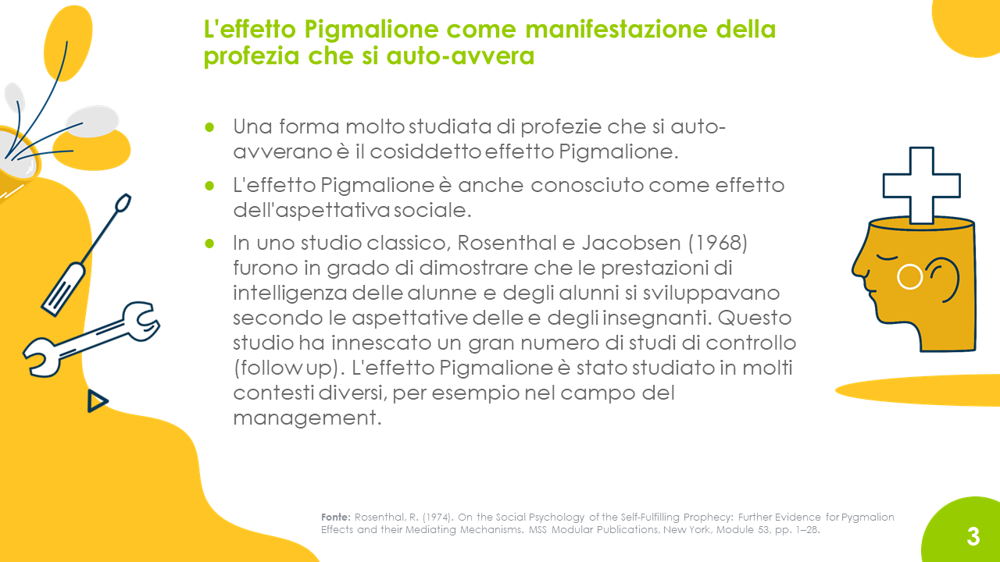 L'effetto Pigmalione come manifestazione della
profezia che si auto-avvera
● Una forma molto studiata di profezie che si auto-
avverano è il cosiddetto effetto Pigmalione.
● L'effetto Pigmalione è anche conosciuto come effetto
dell'aspettativa sociale.
● In uno studio classico, Rosenthal e Jacobsen (1968)
furono in grado di dimostrare che le prestazioni di
intelligenza delle alunne e degli alunni si sviluppavano
secondo le aspettative delle e degli insegnanti. Questo
studio ha innescato un gran numero di studi di controllo
(follow up). L'effetto Pigmalione è stato studiato in molti
contesti diversi, per esempio nel campo del
management.
Fonte: Rosenthal, R. (1974). On the Social Psychology of the Self-Fulfilling Prophecy: Further Evidence for Pygmalion
Effects and their Mediating Mechanisms. MSS Modular Publications, New York, Module 53, pp. 1–28.
3